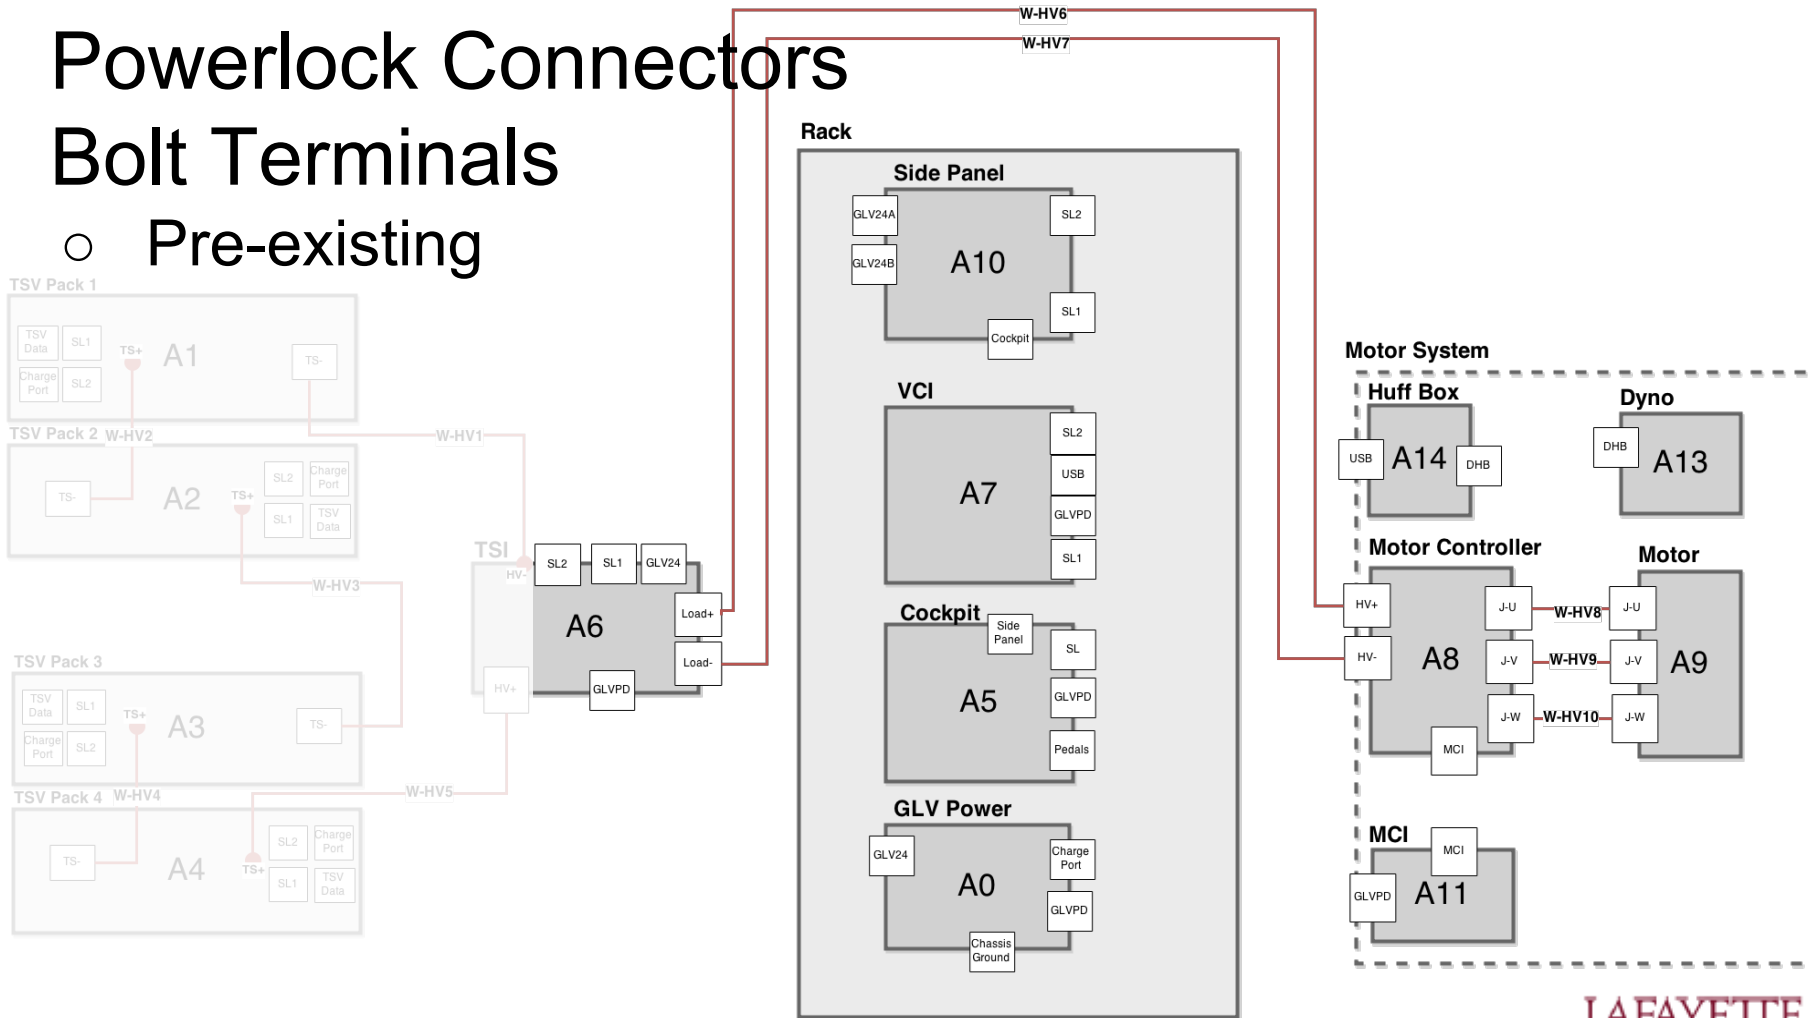 Powerlock Connectors
Bolt Terminals
○ Pre-existing
W-HV6
W-HV7
Rack
Side Panel
GLV24A
GLV24B
A10
SL2
SL1
Cockpit
VCI
A7
SL2
USB
GLVPD
SL1
Cockpit
Side
Panel
A5
SL
GLVPD
Pedals
GLV Power
GLV24
A0
Charge
Port
GLVPD
Chassis
Ground
TSV Pack 1
TSV
Data
SL1
Charge
Port
SL2
TS+
A1
TS-
W-HV1
TSV Pack 2
W-HV2
TS-
A2
TS+
SL2
Charge
Port
SL1
TSV
Data
W-HV3
TSV Pack 3
TSV
Data
SL1
Charge
Port
SL2
TS+
A3
TS-
TSV Pack 4
W-HV4
W-HV5
TS-
A4
TS+
SL2
Charge
Port
SL1
TSV
Data
TSI
HV-
SL2
SL1
GLV24
A6
Load+
Load-
HV+
GLVPD
Motor System
Huff Box
USB
A14
DHB
Dyno
DHB
A13
Motor Controller
HV+
HV-
A8
J-U
J-V
J-W
MCI
W-HV8
W-HV9
W-HV10
Motor
J-U
J-V
J-W
A9
MCI
MCI
GLVPD
A11
LAFAYETTE